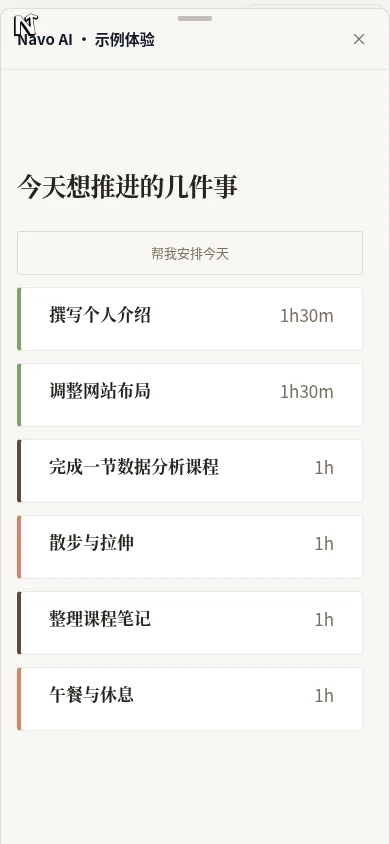 Navo AI · 示例体验
今天想推进的几件事
帮我安排今天
撰写个人介绍 1h30m
调整网站布局 1h30m
完成一节数据分析课程 1h
散步与拉伸 1h
整理课程笔记 1h
午餐与休息 1h